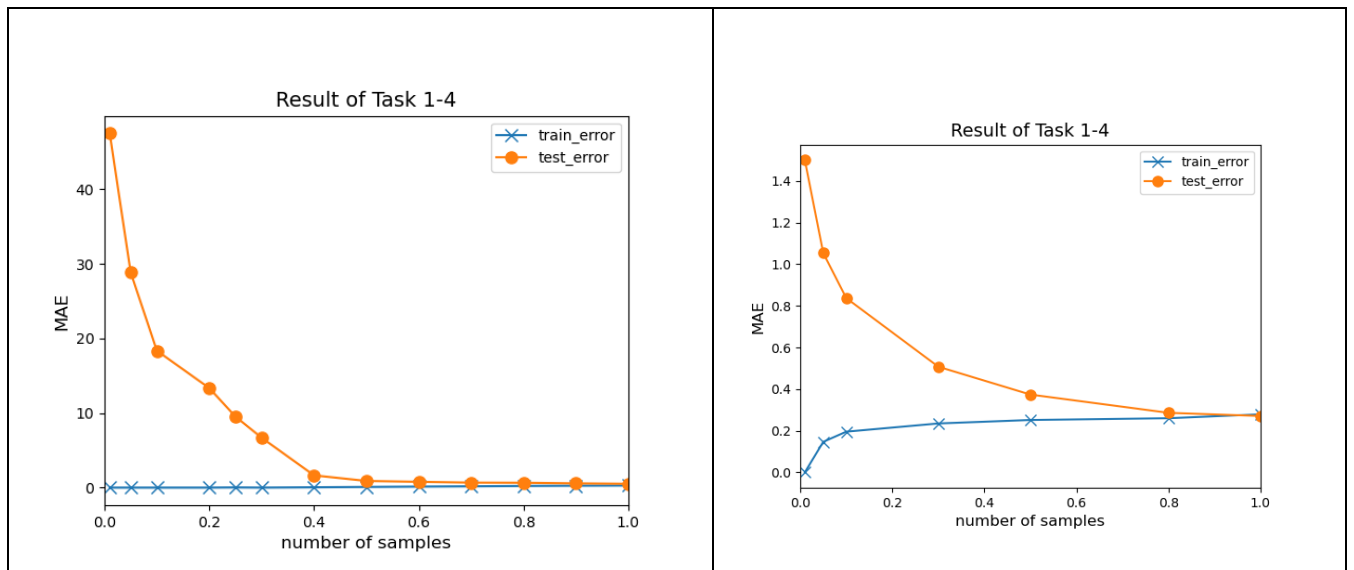 Result of Task 1-4
train_error
test_error
40
30
20
10
0
MAE
0.0 0.2 0.4 0.6 0.8 1.0
number of samples
Result of Task 1-4
train_error
test_error
1.4
1.2
1.0
0.8
0.6
0.4
0.2
0.0
MAE
0.0 0.2 0.4 0.6 0.8 1.0
number of samples